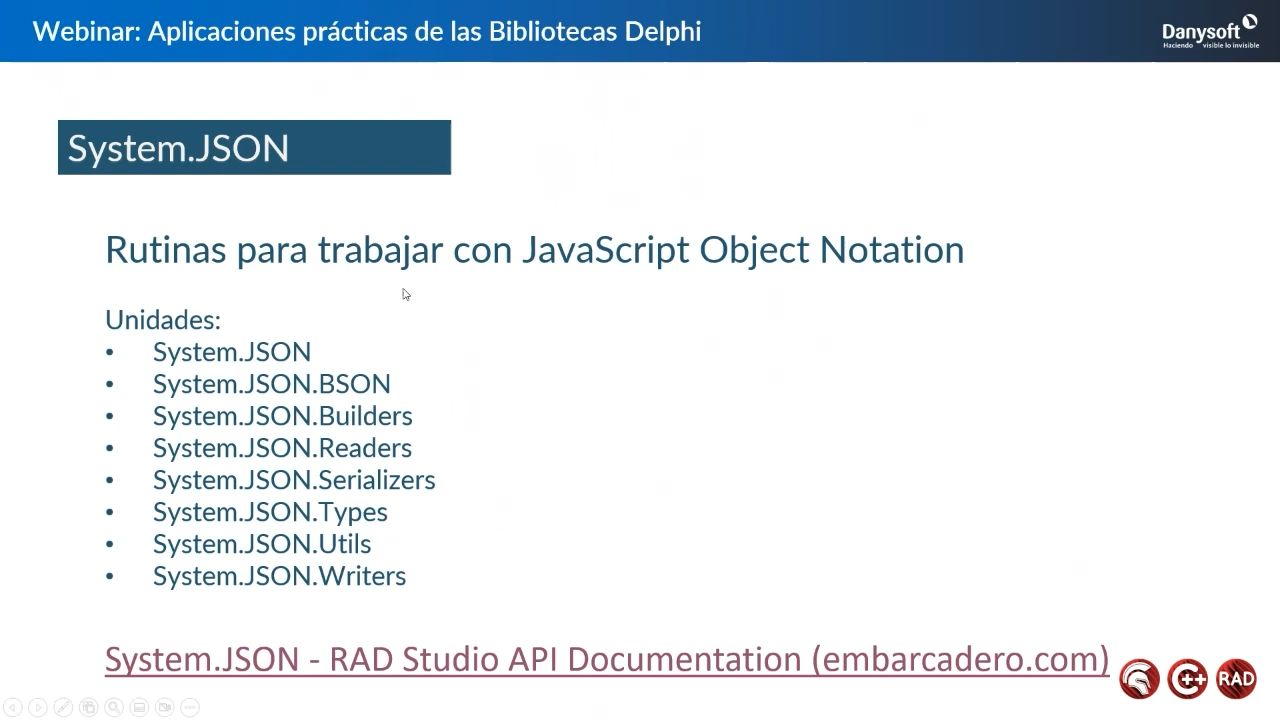 Webinar: Aplicaciones prácticas de las Bibliotecas Delphi
Danysoft
Haciendo visible lo invisible
System.JSON
Rutinas para trabajar con JavaScript Object Notation
Unidades:
• System.JSON
• System.JSON.BSON
• System.JSON.Builders
• System.JSON.Readers
• System.JSON.Serializers
• System.JSON.Types
• System.JSON.Utils
• System.JSON.Writers
System.JSON - RAD Studio API Documentation (embarcadero.com)
C++
RAD